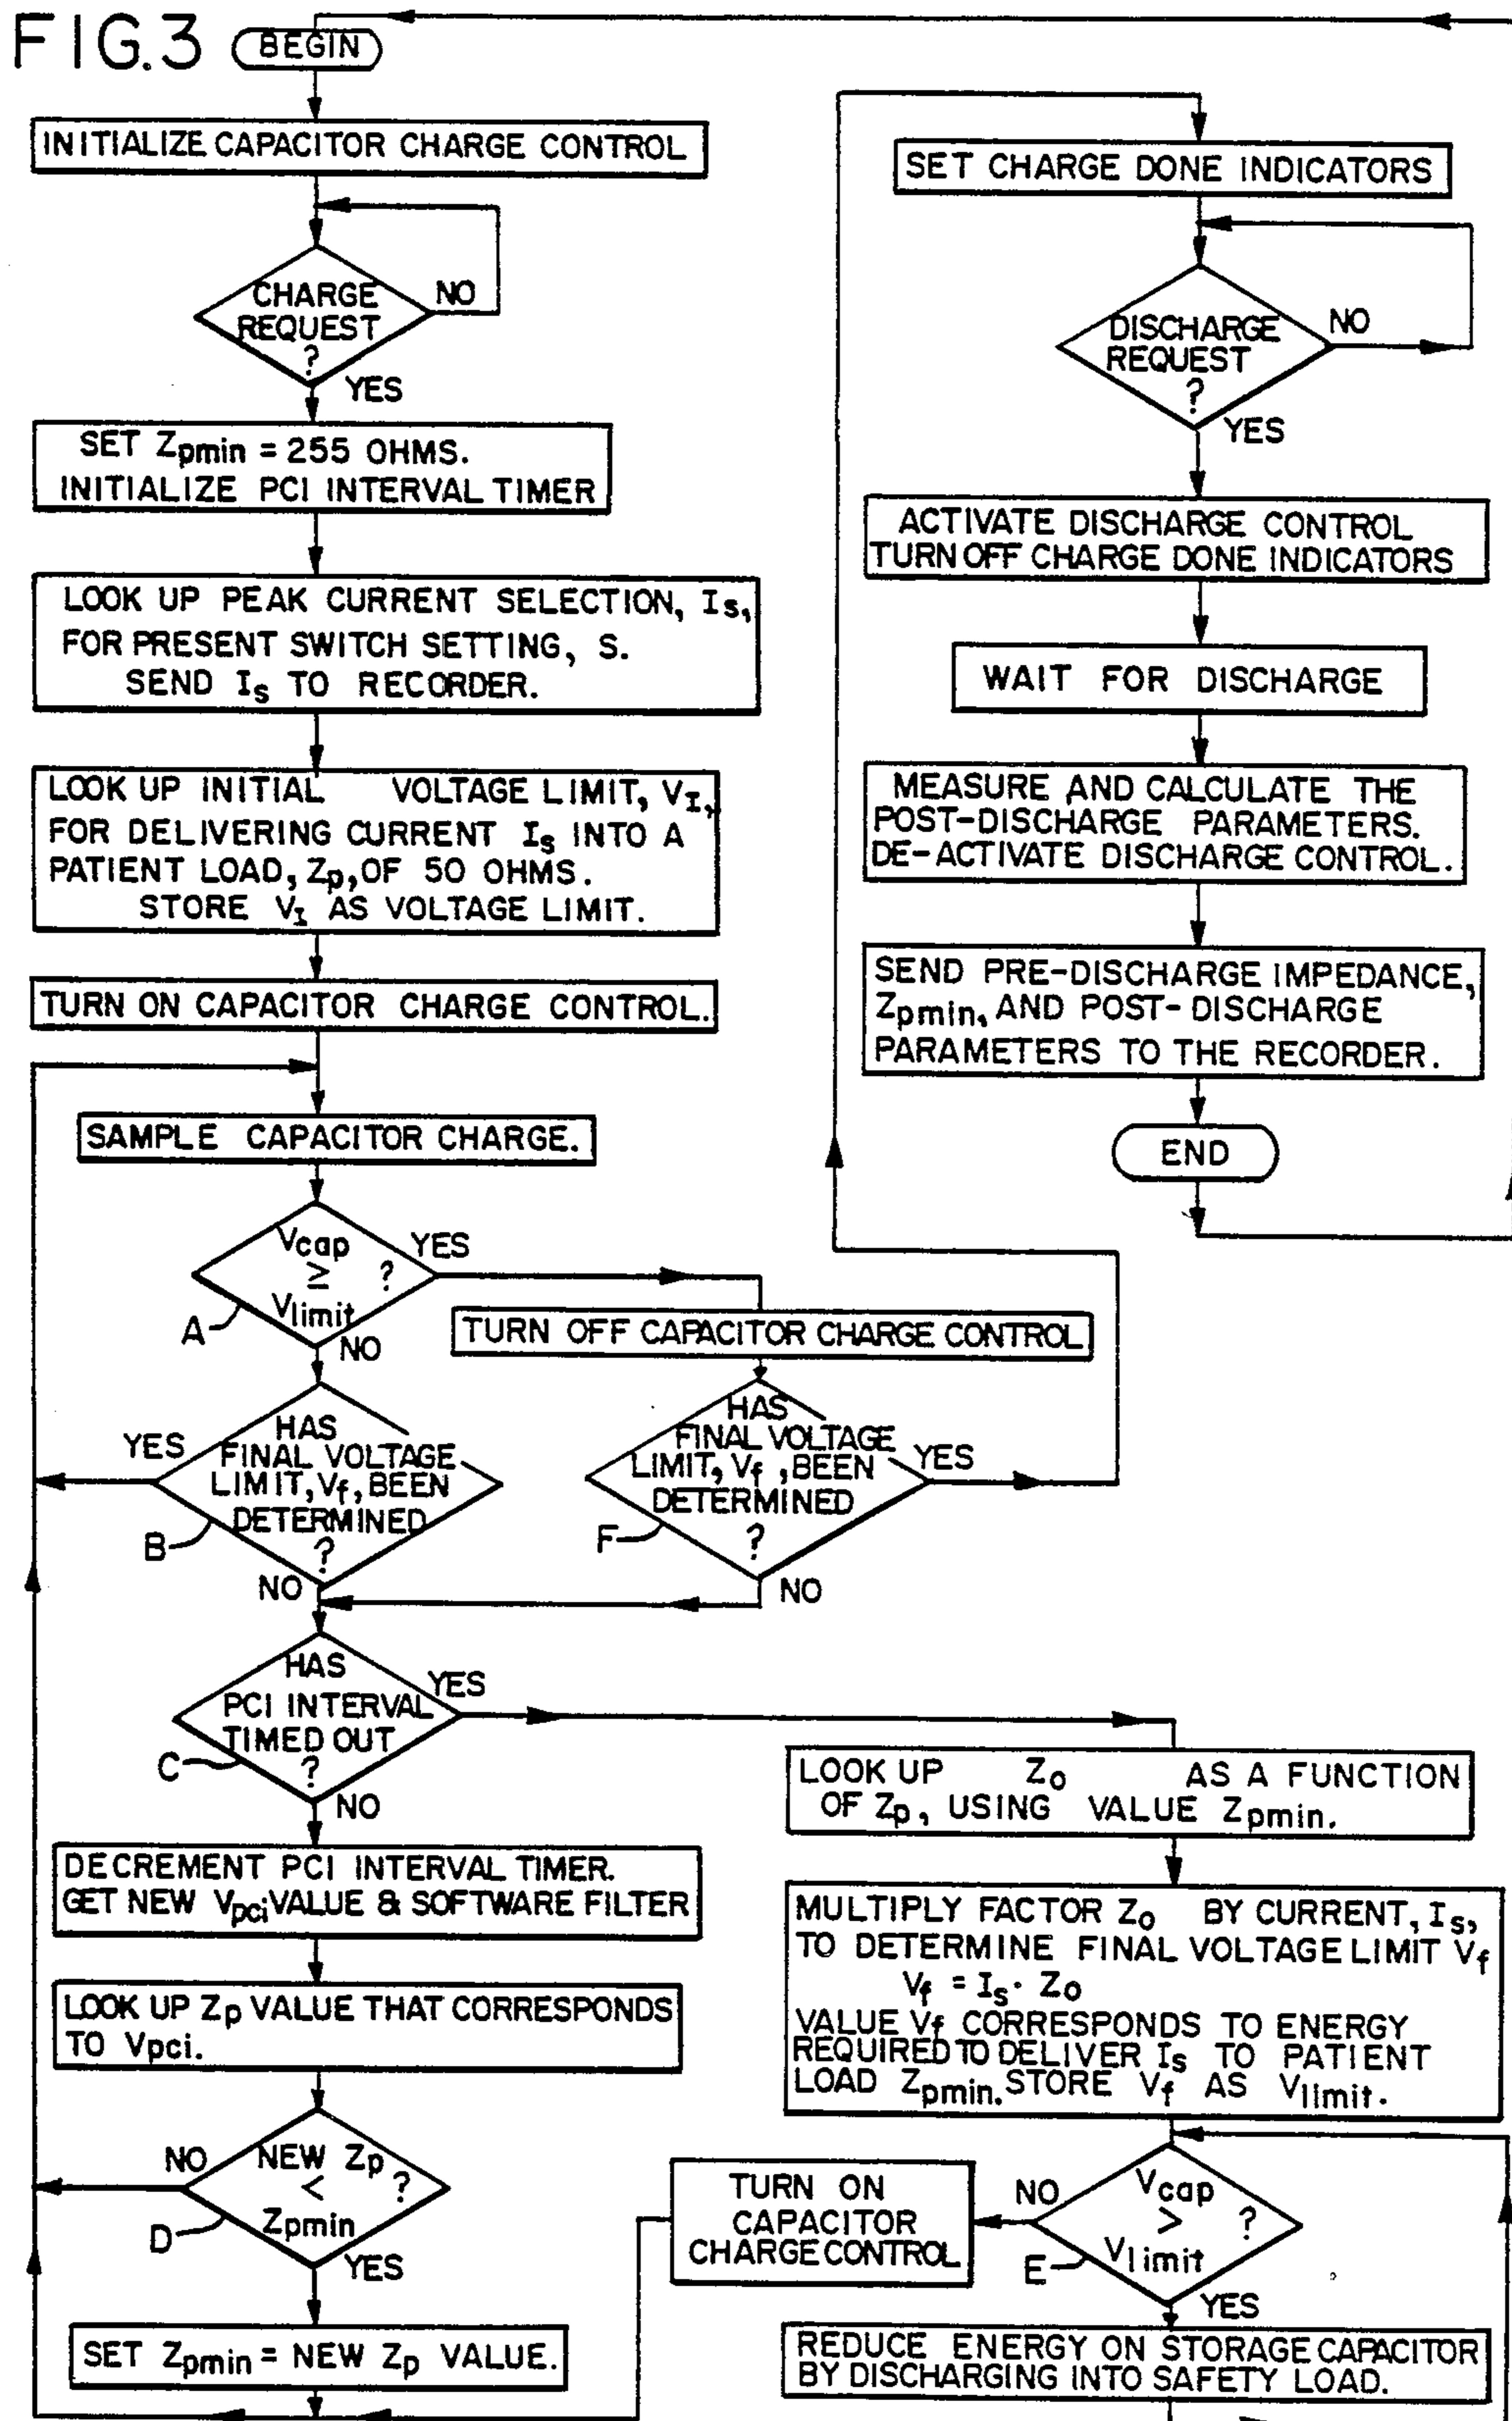 FIG.3
BEGIN
INITIALIZE CAPACITOR CHARGE CONTROL
CHARGE
REQUEST
?
NO
YES
SET Zpmin = 255 OHMS.
INITIALIZE PCI INTERVAL TIMER
LOOK UP PEAK CURRENT SELECTION, Is,
FOR PRESENT SWITCH SETTING, S.
SEND Is TO RECORDER.
LOOK UP INITIAL VOLTAGE LIMIT, VI,
FOR DELIVERING CURRENT Is INTO A
PATIENT LOAD, Zp, OF 50 OHMS.
STORE VI AS VOLTAGE LIMIT.
TURN ON CAPACITOR CHARGE CONTROL.
SAMPLE CAPACITOR CHARGE.
Vcap
≥ ?
Vlimit
YES
A
NO
TURN OFF CAPACITOR CHARGE CONTROL
HAS
FINAL VOLTAGE
LIMIT, Vf, BEEN
DETERMINED
?
YES
B
NO
HAS
FINAL VOLTAGE
LIMIT, Vf, BEEN
DETERMINED
?
YES
F
NO
HAS
PCI INTERVAL
TIMED OUT
?
YES
C
NO
DECREMENT PCI INTERVAL TIMER.
GET NEW Vpci VALUE & SOFTWARE FILTER
LOOK UP Zp VALUE THAT CORRESPONDS
TO Vpci.
NEW Zp
< ?
Zpmin
NO
D
YES
SET Zpmin = NEW Zp VALUE.
SET CHARGE DONE INDICATORS
DISCHARGE
REQUEST
?
NO
YES
ACTIVATE DISCHARGE CONTROL
TURN OFF CHARGE DONE INDICATORS
WAIT FOR DISCHARGE
MEASURE AND CALCULATE THE
POST-DISCHARGE PARAMETERS.
DE-ACTIVATE DISCHARGE CONTROL.
SEND PRE-DISCHARGE IMPEDANCE,
Zpmin, AND POST-DISCHARGE
PARAMETERS TO THE RECORDER.
END
LOOK UP Zo AS A FUNCTION
OF Zp, USING VALUE Zpmin.
MULTIPLY FACTOR Zo BY CURRENT, Is,
TO DETERMINE FINAL VOLTAGE LIMIT Vf
Vf = Is · Zo
VALUE Vf CORRESPONDS TO ENERGY
REQUIRED TO DELIVER Is TO PATIENT
LOAD Zpmin. STORE Vf AS Vlimit.
Vcap
> ?
Vlimit
NO
E
YES
TURN ON
CAPACITOR
CHARGE CONTROL
REDUCE ENERGY ON STORAGE CAPACITOR
BY DISCHARGING INTO SAFETY LOAD.